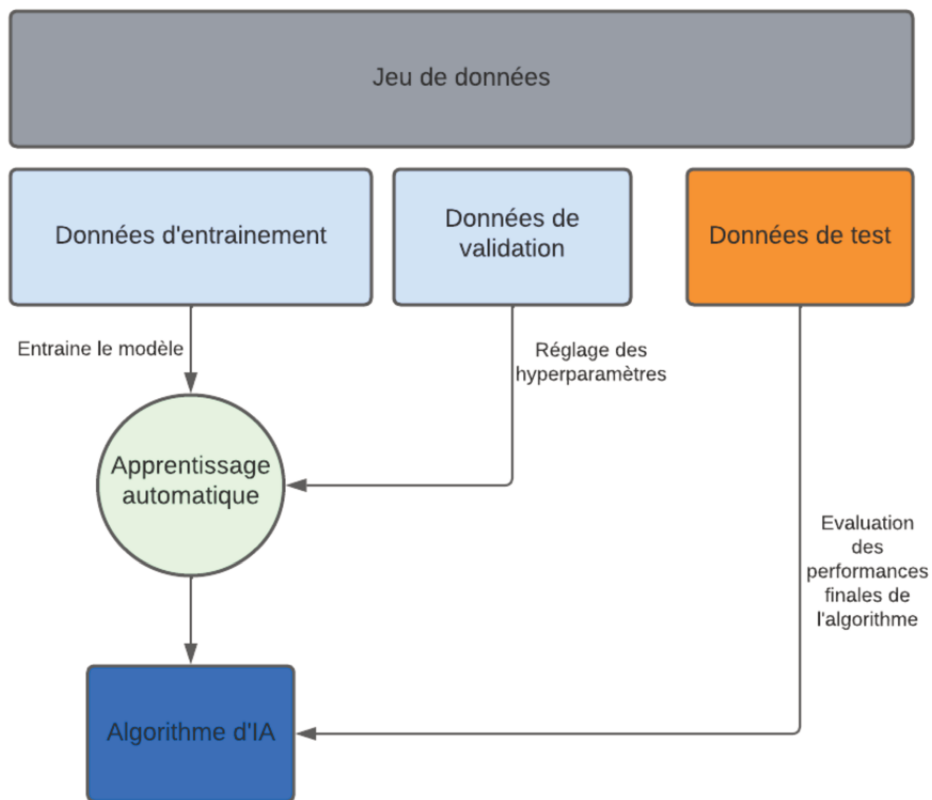 Jeu de données
Données d'entrainement
Données de
validation
Données de test
Entraine le modèle
Réglage des
hyperparamètres
Apprentissage
automatique
Evaluation
des
performances
finales de
l'algorithme
Algorithme d'IA